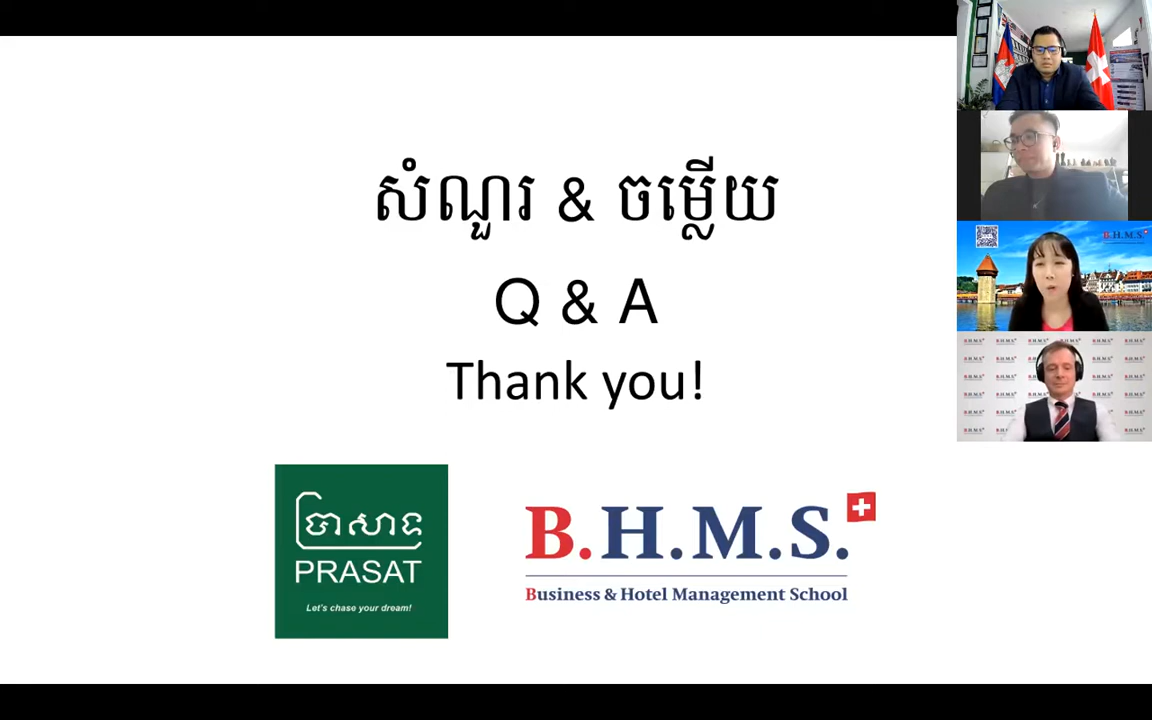 សំណួរ & ចម្លើយ
Q & A
Thank you!
ប្រាសាទ
PRASAT
Let's chase your dream!
B.H.M.S.
Business & Hotel Management School
B.H.M.S.